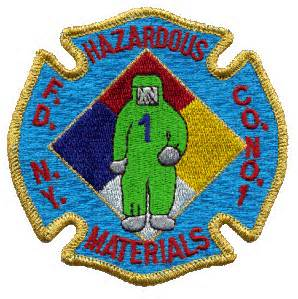 HAZARDOUS
F.D.
N.Y.
CO.NO.1
1
MATERIALS